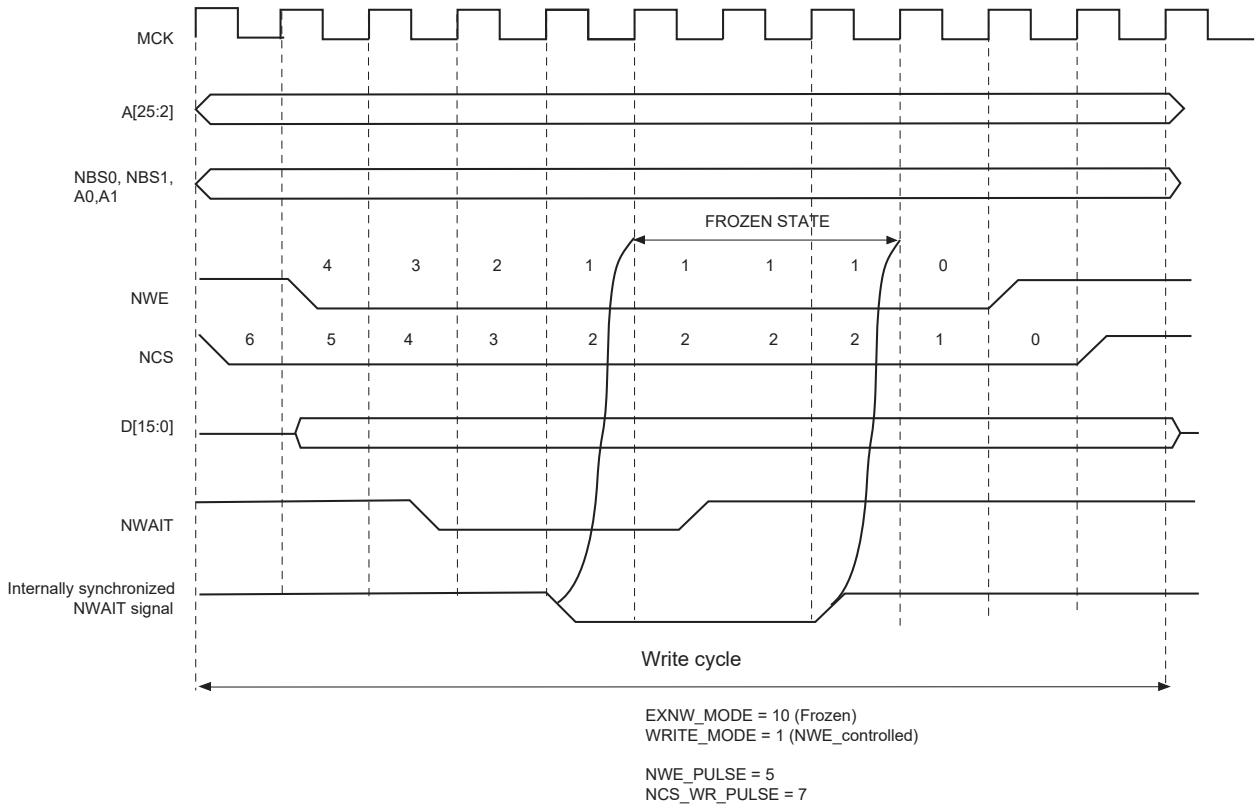 MCK
A[25:2]
NBS0, NBS1,
A0,A1
FROZEN STATE
4 3 2 1 1 1 1 0
NWE
6 5 4 3 2 2 2 2 1 0
NCS
D[15:0]
NWAIT
Internally synchronized
NWAIT signal
Write cycle
EXNW_MODE = 10 (Frozen)
WRITE_MODE = 1 (NWE_controlled)
NWE_PULSE = 5
NCS_WR_PULSE = 7